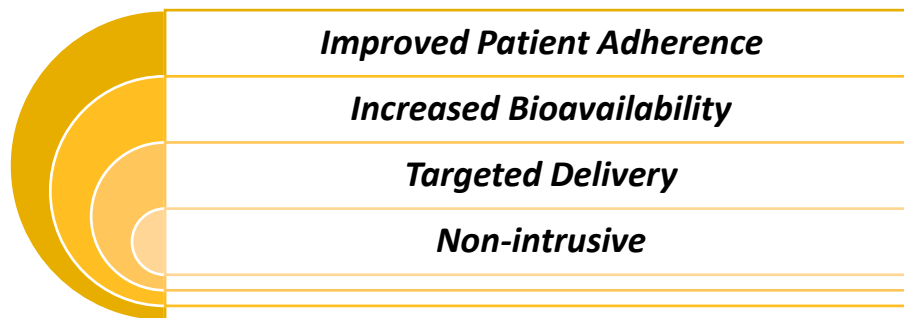 Improved Patient Adherence
Increased Bioavailability
Targeted Delivery
Non-intrusive